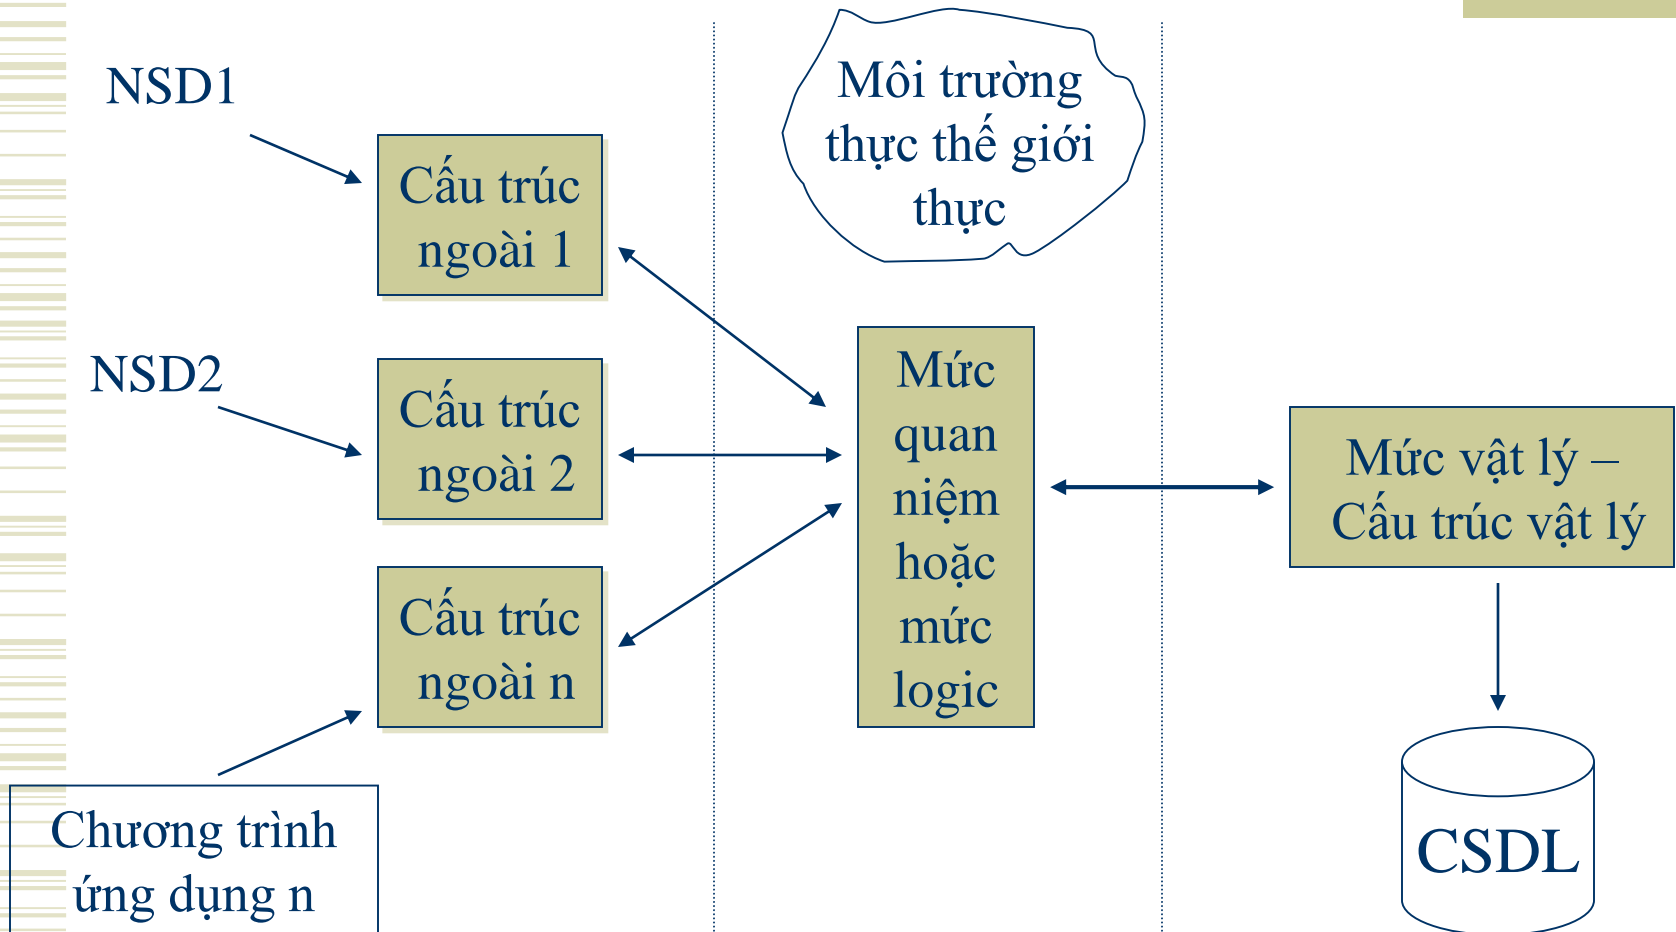 NSD1
Cấu trúc
ngoài 1
Môi trường
thực thế giới
thực
NSD2
Cấu trúc
ngoài 2
Cấu trúc
ngoài n
Chương trình
ứng dụng n
Mức
quan
niệm
hoặc
mức
logic
Mức vật lý –
Cấu trúc vật lý
CSDL